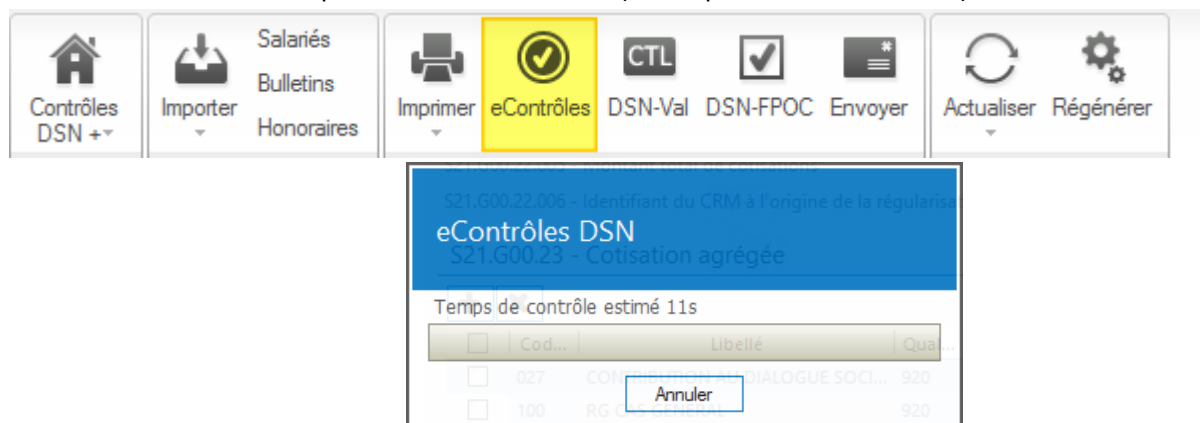 Salariés
Bulletins
Contrôles Importer Imprimer eContrôles DSN-Val DSN-FPOC Envoyer Actualiser Régénérer
DSN + Honoraires
CTL
S21.G00.22.006 - Identifiant du CRM à l'origine de la régularisat
eContrôles DSN
S21.G00.23 - Cotisation agrégée
Temps de contrôle estimé 11s
Cod... Libellé Qual...
027 CONTRIBUTION AU DIALOGUE SOCI... 920
Annuler
100 RG CAS GENERAL 920